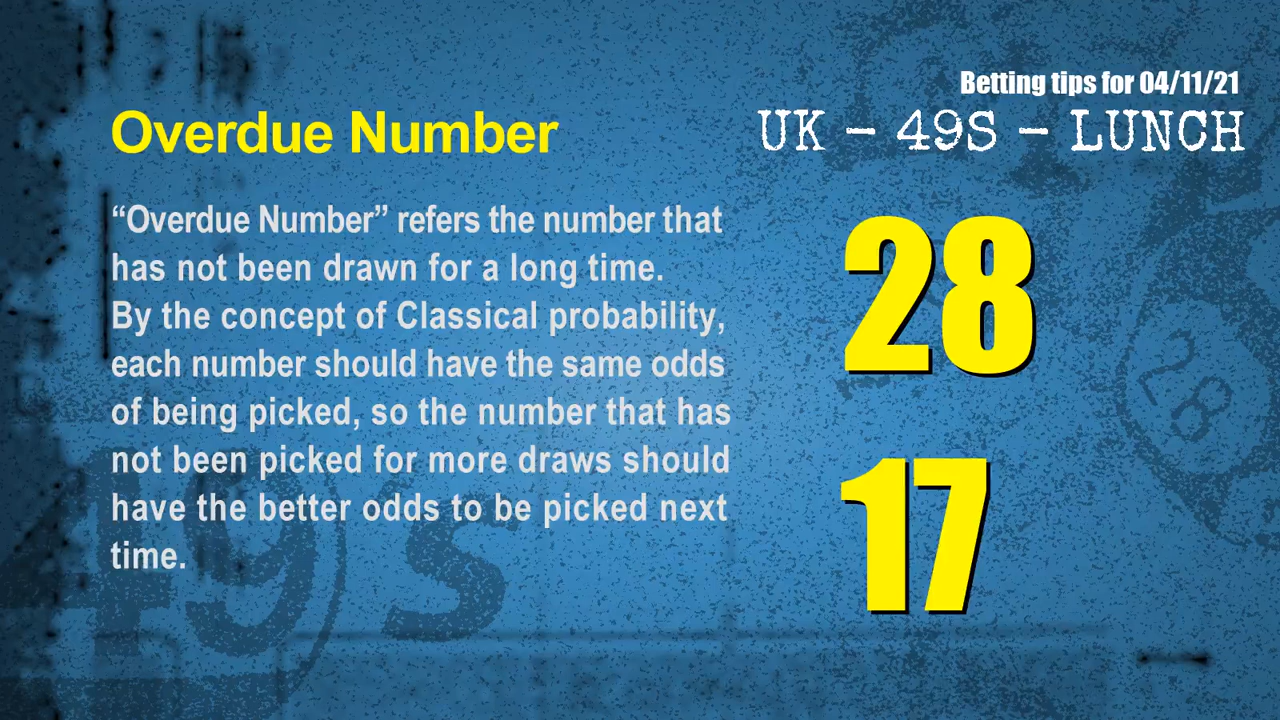 Betting tips for 04/11/21
UK - 49S - LUNCH
Overdue Number
“Overdue Number” refers the number that
has not been drawn for a long time.
By the concept of Classical probability,
each number should have the same odds
of being picked, so the number that has
not been picked for more draws should
have the better odds to be picked next
time.
28
17
28
49's